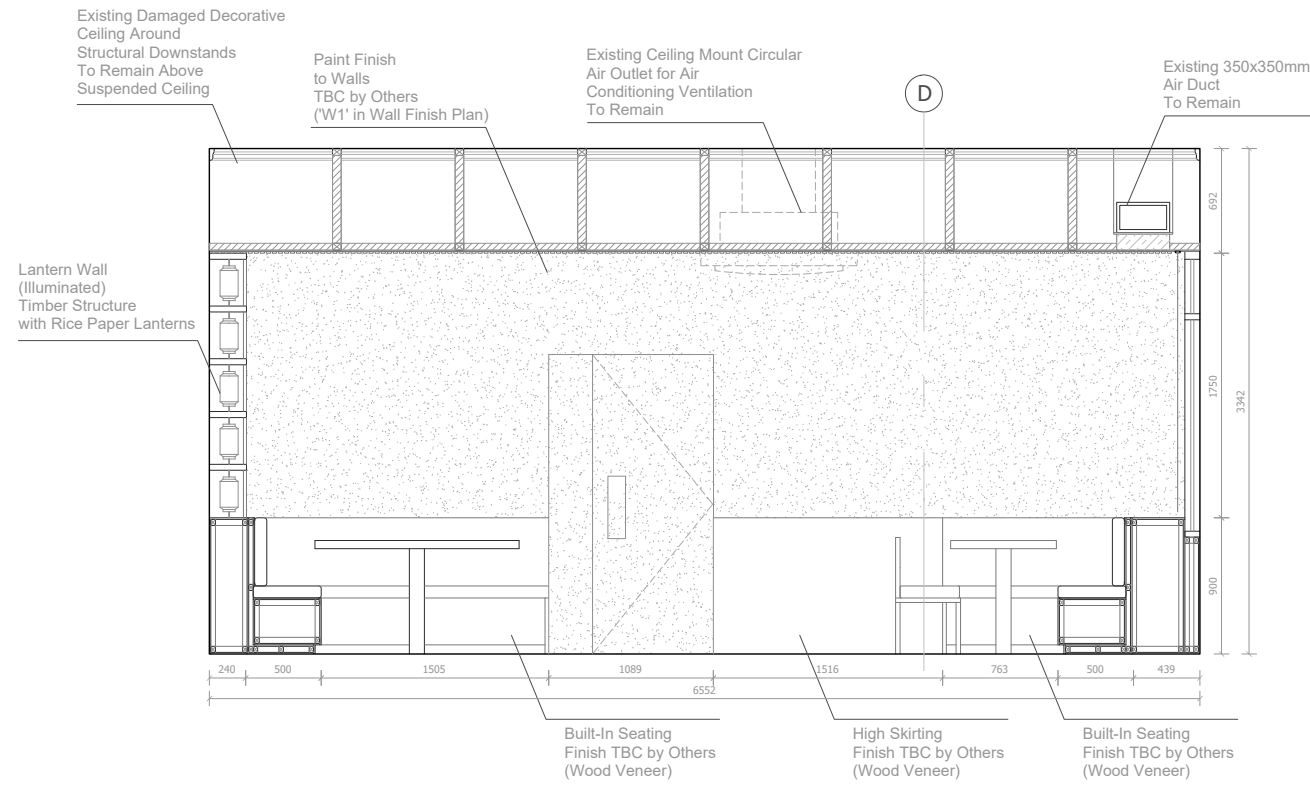 Existing Damaged Decorative
Ceiling Around
Structural Downstands
To Remain Above
Suspended Ceiling
Paint Finish
to Walls
TBC by Others
('W1' in Wall Finish Plan)
Existing Ceiling Mount Circular
Air Outlet for Air
Conditioning Ventilation
To Remain
D
Existing 350x350mm
Air Duct
To Remain
Lantern Wall
(Illuminated)
Timber Structure
with Rice Paper Lanterns
692
1750
3342
900
240
500
1505
1089
1516
763
500
439
6552
Built-In Seating
Finish TBC by Others
(Wood Veneer)
High Skirting
Finish TBC by Others
(Wood Veneer)
Built-In Seating
Finish TBC by Others
(Wood Veneer)